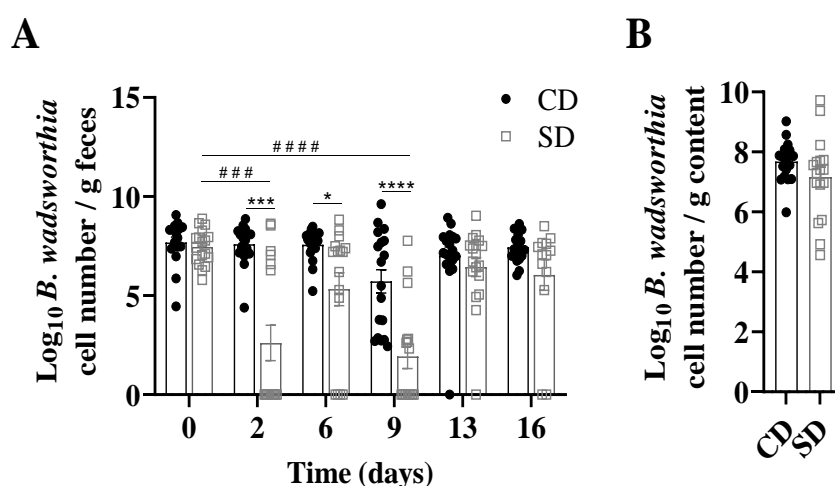 A
Log10 B. wadsworthia
cell number / g feces
15
10
5
0
####
###
***
*
****
CD
SD
0 2 6 9 13 16
Time (days)
B
Log10 B. wadsworthia
cell number / g content
10
8
6
4
2
0
CD SD